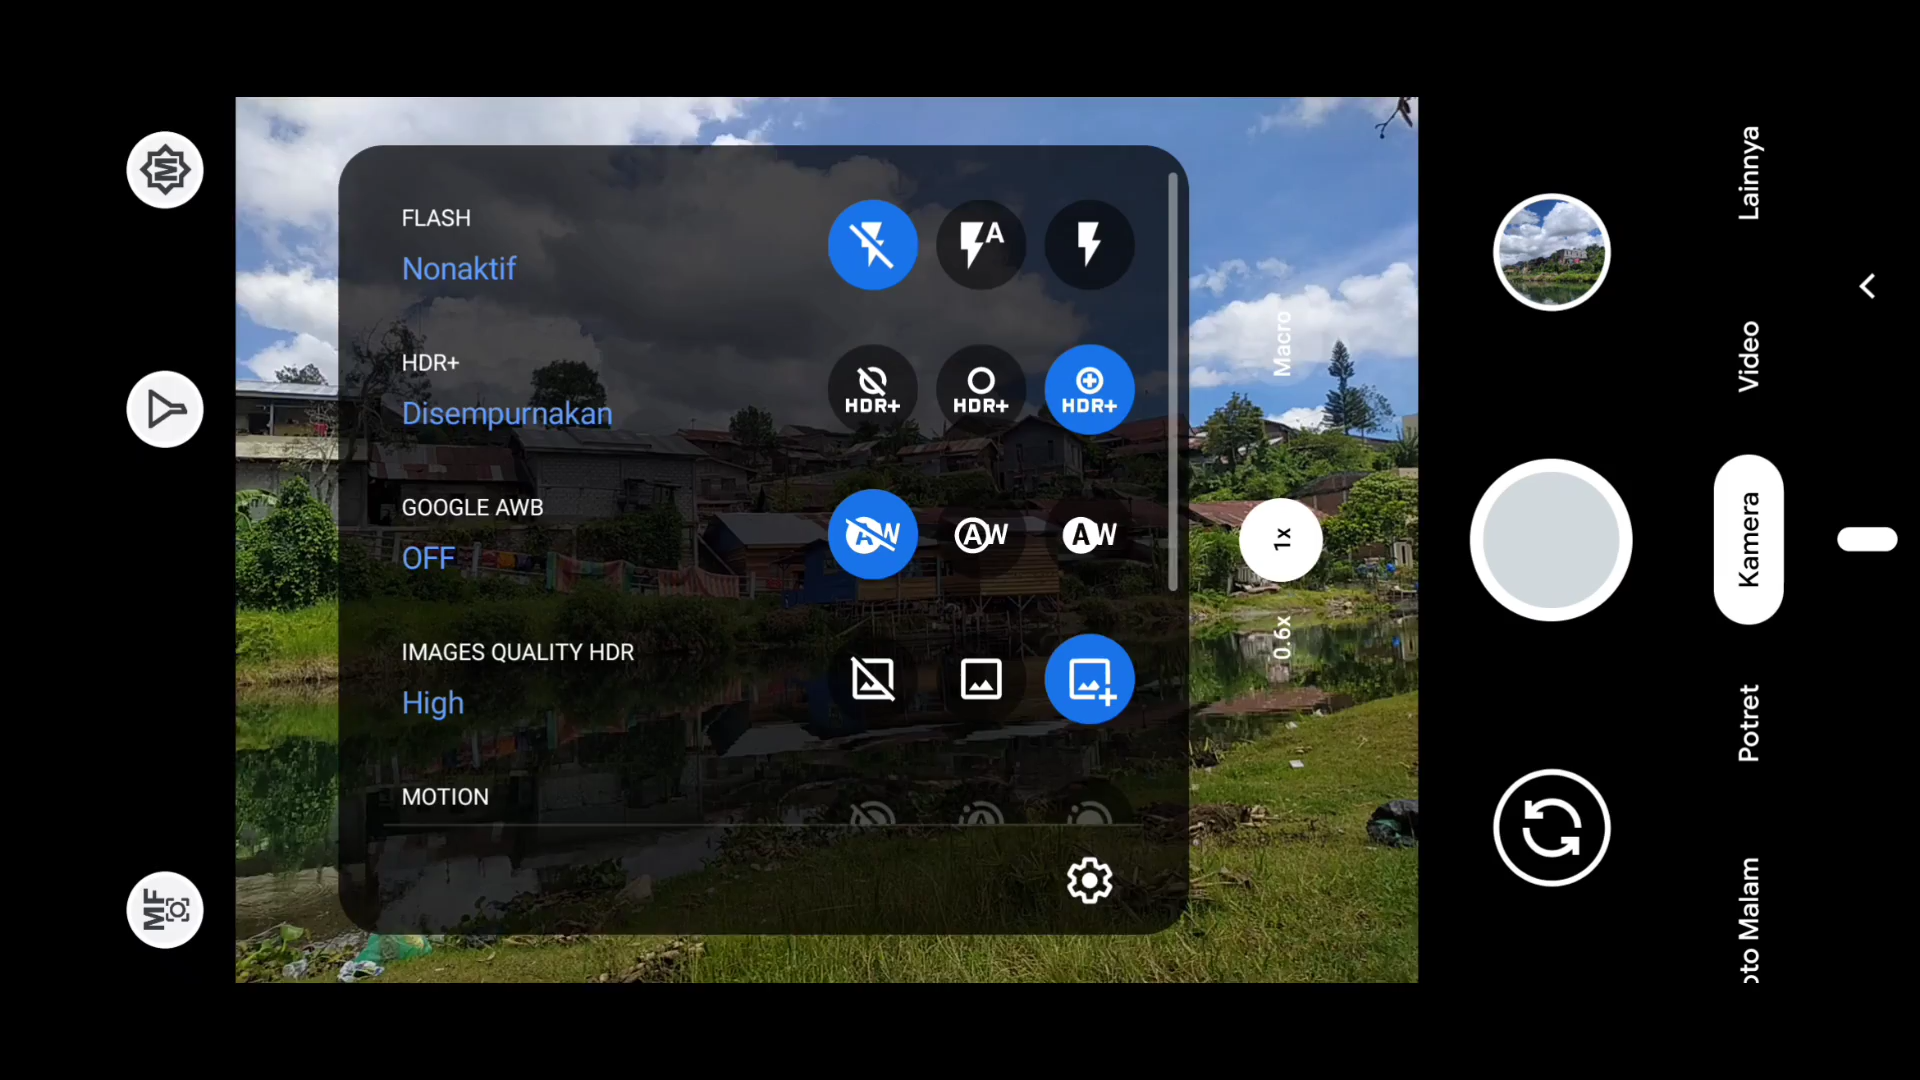 FLASH
Nonaktif
A
HDR+
Disempurnakan
HDR+
HDR+
HDR+
GOOGLE AWB
OFF
AW
AW
AW
IMAGES QUALITY HDR
High
MOTION
M
MF
Macro
1x
0.6x
Lainnya
Video
Kamera
Potret
oto Malam